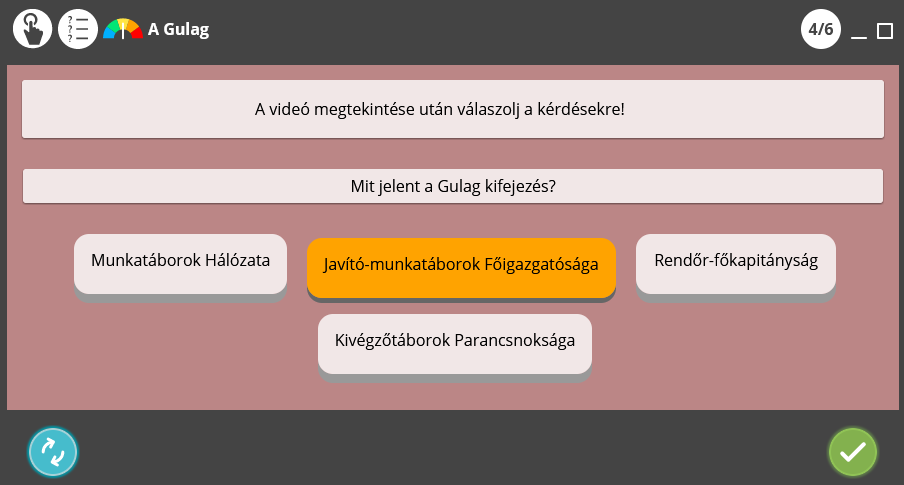 A Gulag
4/6
A videó megtekintése után válaszolj a kérdésekre!
Mit jelent a Gulag kifejezés?
Munkatáborok Hálózata
Javító-munkatáborok Főigazgatósága
Rendőr-főkapitányság
Kivégzőtáborok Parancsnoksága